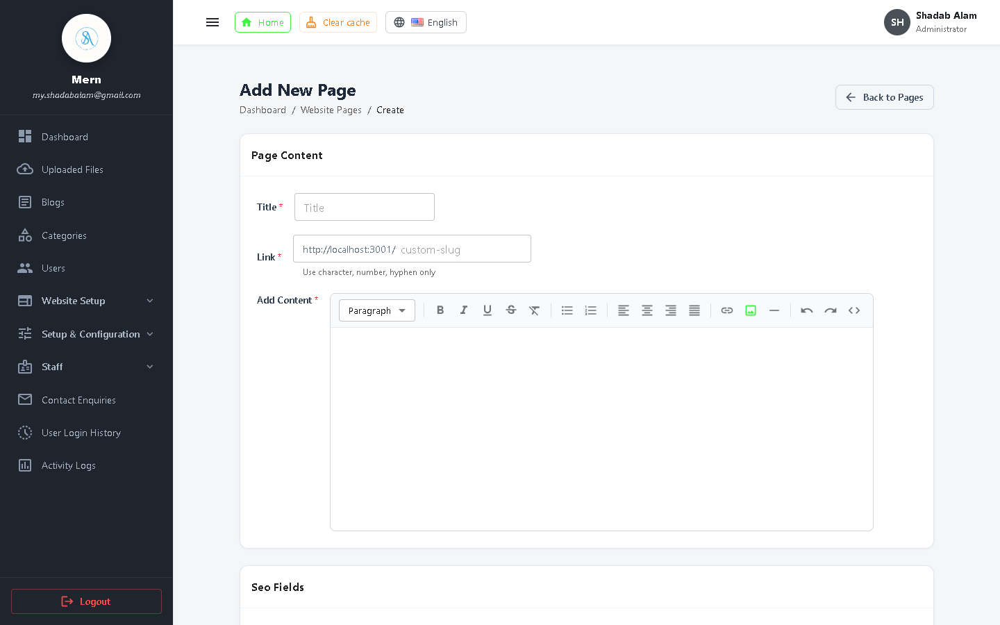 Mern
my.shadabalam@gmail.com
Dashboard
Uploaded Files
Blogs
Categories
Users
Website Setup
Setup & Configuration
Staff
Contact Enquiries
User Login History
Activity Logs
Logout
Home
Clear cache
English
SH
Shadab Alam
Administrator
Add New Page
Dashboard / Website Pages / Create
Back to Pages
Page Content
Title *
Title
Link *
http://localhost:3001/ custom-slug
Use character, number, hyphen only
Add Content *
Paragraph
Seo Fields